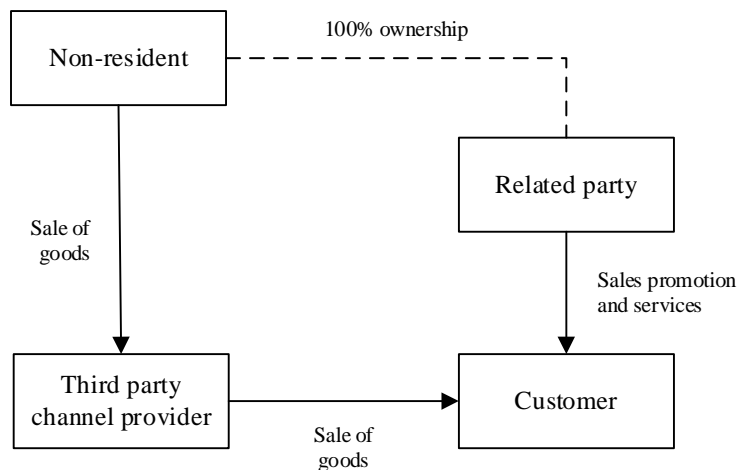 100% ownership
Non-resident
Related party
Sale of
goods
Sales promotion
and services
Third party
channel provider
Customer
Sale of
goods